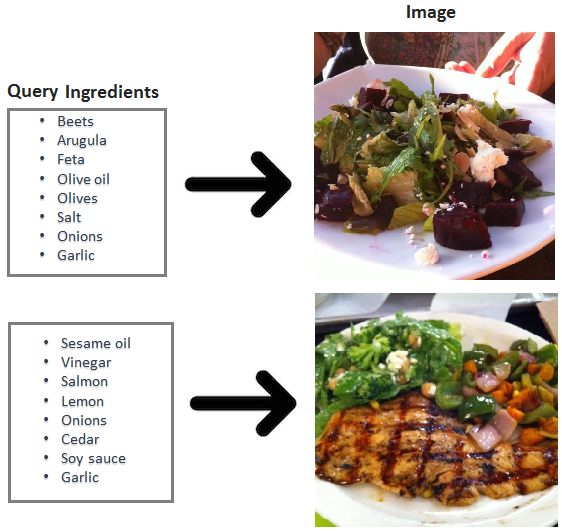 Image
Query Ingredients
• Beets
• Arugula
• Feta
• Olive oil
• Olives
• Salt
• Onions
• Garlic
• Sesame oil
• Vinegar
• Salmon
• Lemon
• Onions
• Cedar
• Soy sauce
• Garlic